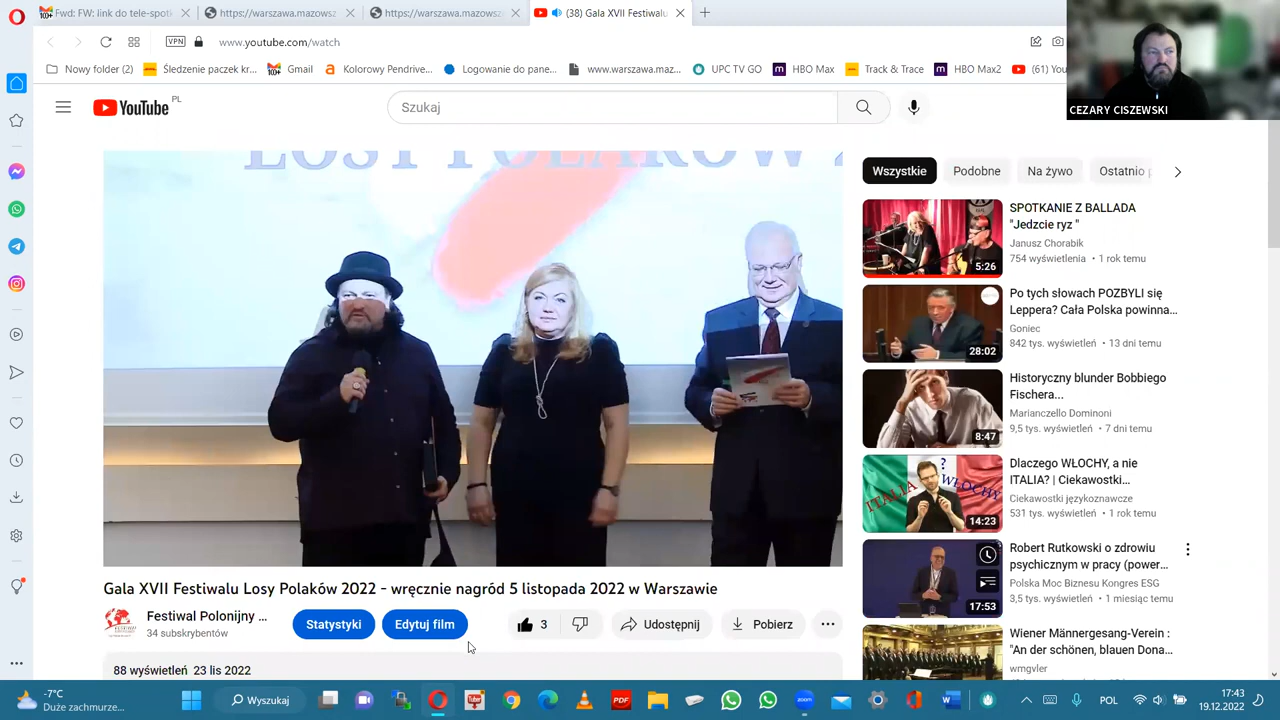 Fwd: FW: link do tele-spotk
https://warszawa.mazowsz
https://warszawa.mazowsz
(38) Gala XVII Festiwalu
VPN
www.youtube.com/watch
Nowy folder (2)
Śledzenie paczek kr...
Gmail
Kolorowy Pendrive...
Logowanie do pane...
www.warszawa.maz...
UPC TV GO
HBO Max
Track & Trace
HBO Max2
(61) You
CEZARY CISZEWSKI
YouTube PL
Szukaj
Wszystkie
Podobne
Na żywo
Ostatnio
SPOTKANIE Z BALLADA
"Jedzcie ryz "
Janusz Chorabik
754 wyświetlenia • 1 rok temu
5:26
Po tych słowach POZBYLI się
Leppera? Cała Polska powinna...
Goniec
842 tys. wyświetleń • 13 dni temu
28:02
Historyczny blunder Bobbiego
Fischera...
Marianczello Dominoni
9,5 tys. wyświetleń • 7 dni temu
8:47
Dlaczego WŁOCHY, a nie
ITALIA? | Ciekawostki...
Ciekawostki językoznawcze
531 tys. wyświetleń • 1 rok temu
ITALIA ? WŁOCHY
14:23
Robert Rutkowski o zdrowiu
psychicznym w pracy (power...
Polska Moc Biznesu Kongres ESG
3,5 tys. wyświetleń • 1 miesiąc temu
17:53
Wiener Männergesang-Verein :
"An der schönen, blauen Dona...
wmgvler
Gala XVII Festiwalu Losy Polaków 2022 - wręcznie nagród 5 listopada 2022 w Warszawie
Festiwal Polonijny ...
34 subskrybentów
Statystyki
Edytuj film
3
Udostępnij
Pobierz
88 wyświetleń 23 lis 2022
-7°C
Duże zachmurze...
Wyszukaj
PDF
zoom
POL
17:43
19.12.2022